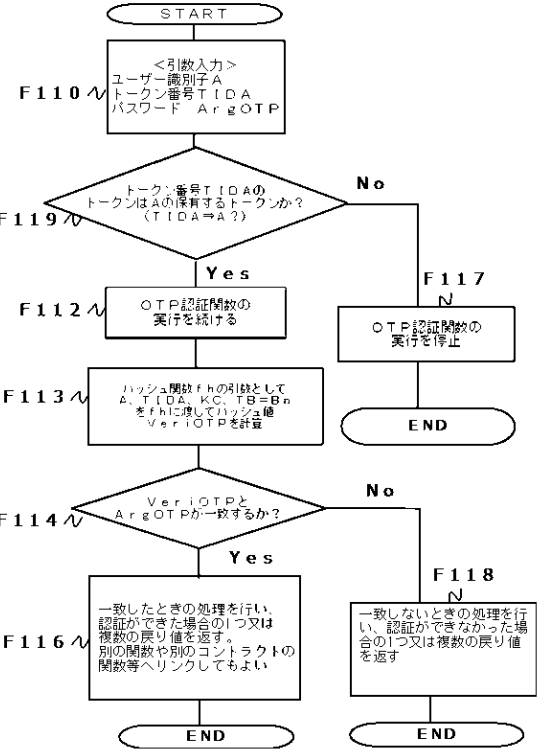 START
F110
<引数入力>
ユーザー識別子A
トークン番号TIDA
パスワード ArgOTP
F119
トークン番号TIDAの
トークンはAの保有するトークンか?
(TIDA⇒A?)
No
Yes
F117
F112
OTP認証関数の
実行を続ける
OTP認証関数の
実行を停止
F113
ハッシュ関数fhの引数として
A、TIDA、KC、TB=Bn
をfhに渡してハッシュ値
VeriOTPを計算
END
F114
VeriOTPと
ArgOTPが一致するか?
No
Yes
F118
F116
一致したときの処理を行い、
認証ができた場合の1つ又は
複数の戻り値を返す。
別の関数や別のコントラクトの
関数等へリンクしてもよい
一致しないときの処理を行
い、認証ができなかった場
合の1つ又は複数の戻り値
を返す
END
END